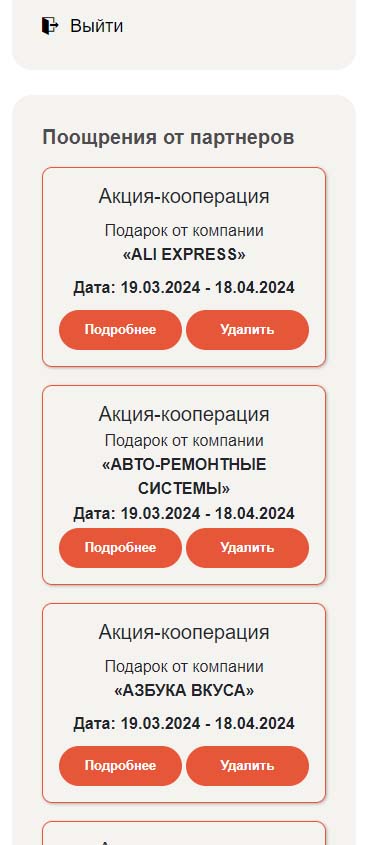 Выйти
Поощрения от партнеров
Акция-кооперация
Подарок от компании
«ALI EXPRESS»
Дата: 19.03.2024 - 18.04.2024
Подробнее Удалить
Акция-кооперация
Подарок от компании
«АВТО-РЕМОНТНЫЕ
СИСТЕМЫ»
Дата: 19.03.2024 - 18.04.2024
Подробнее Удалить
Акция-кооперация
Подарок от компании
«АЗБУКА ВКУСА»
Дата: 19.03.2024 - 18.04.2024
Подробнее Удалить